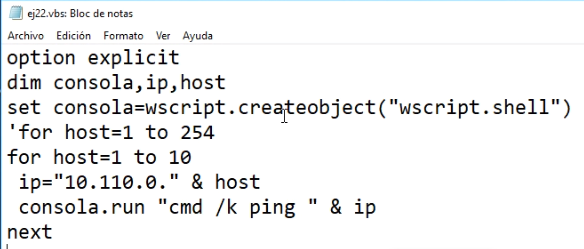 ej22.vbs: Bloc de notas
Archivo Edición Formato Ver Ayuda
option explicit
dim consola,ip,host
set consola=wscript.createobject("wscript.shell")
'for host=1 to 254
for host=1 to 10
 ip="10.110.0." & host
 consola.run "cmd /k ping " & ip
next